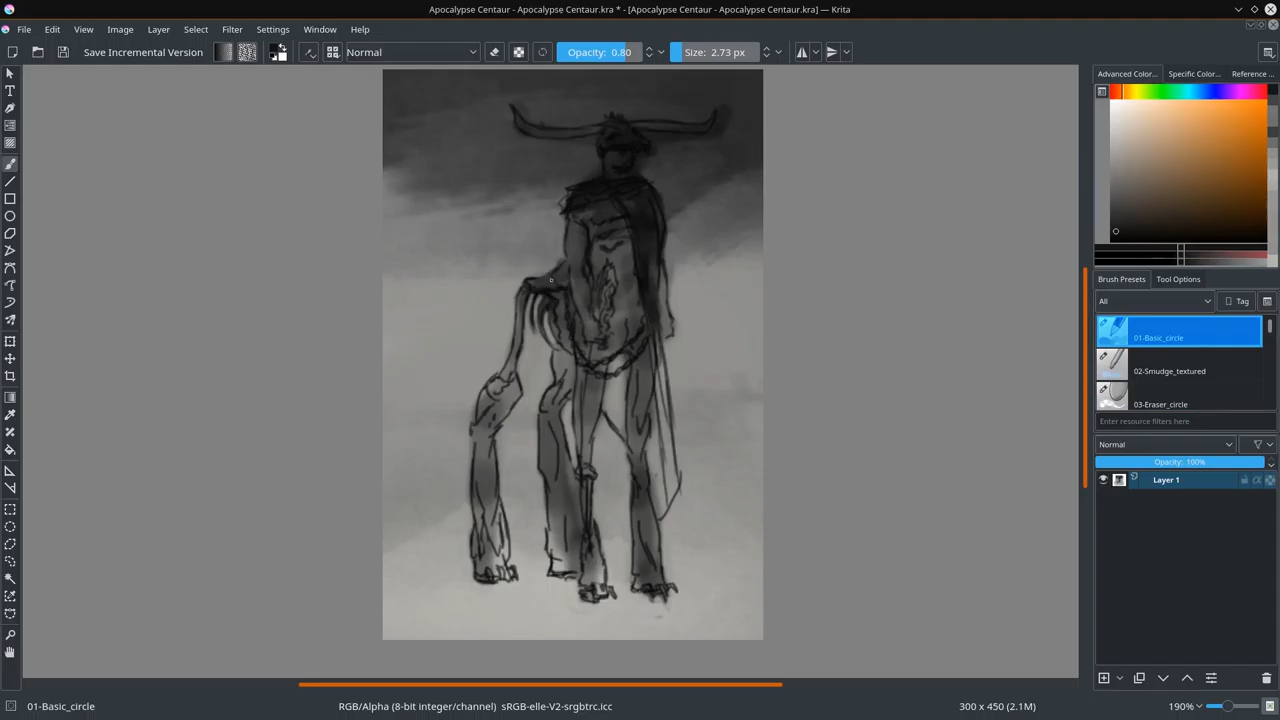 Apocalypse Centaur - Apocalypse Centaur.kra * - [Apocalypse Centaur - Apocalypse Centaur.kra] — Krita
File Edit View Image Layer Select Filter Settings Window Help
Save Incremental Version Normal Opacity: 0.80 Size: 2.73 px
Advanced Color... Specific Color... Reference ...
Brush Presets Tool Options
All Tag
01-Basic_circle
02-Smudge_textured
03-Eraser_circle
Enter resource filters here
Normal
Opacity: 100%
Layer 1
01-Basic_circle RGB/Alpha (8-bit integer/channel) sRGB-elle-V2-srgbtrc.icc 300 x 450 (2.1M) 190%